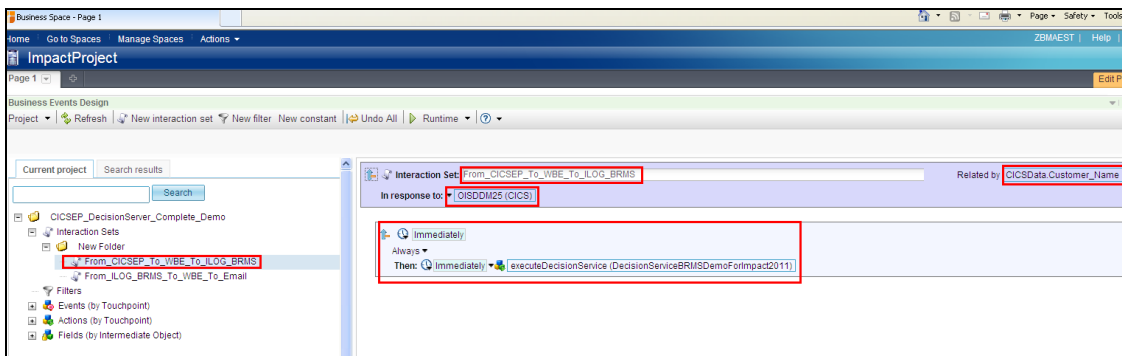 Business Space - Page 1
Page Safety Tools
Home Go to Spaces Manage Spaces Actions ZBMAEST | Help |
ImpactProject
Page 1 Edit P
Business Events Design
Project Refresh New interaction set New filter New constant Undo All Runtime
Current project Search results
Search
CICSEP_DecisionServer_Complete_Demo
Interaction Sets
New Folder
From_CICSEP_To_WBE_To_ILOG_BRMS
From_ILOG_BRMS_To_WBE_To_Email
Filters
Events (by Touchpoint)
Actions (by Touchpoint)
Fields (by Intermediate Object)
Interaction Set: From_CICSEP_To_WBE_To_ILOG_BRMS Related by CICSData.Customer_Name
In response to: OISDDM25 (CICS)
Immediately
Always
Then: Immediately executeDecisionService (DecisionServiceBRMSDemoForImpact2011)